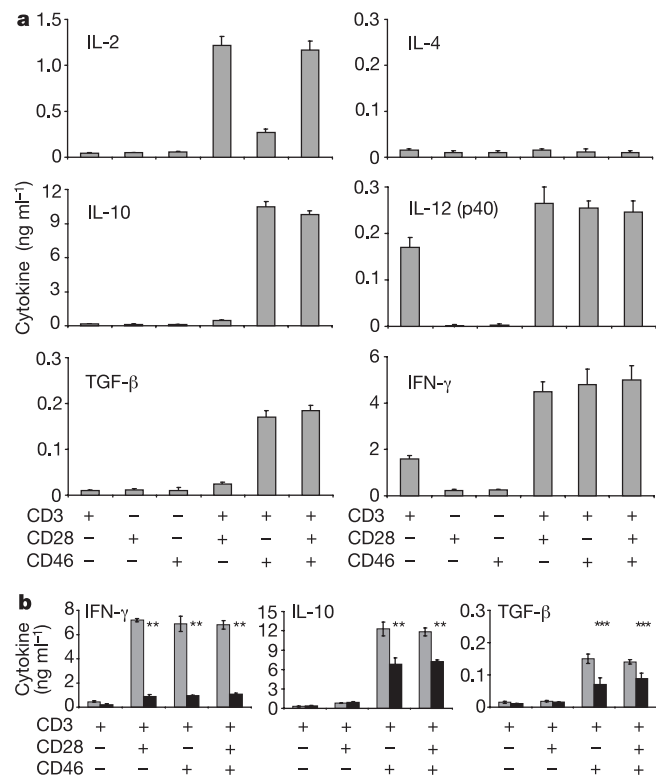 a
Cytokine (ng ml⁻¹)
IL-2
1.5
1.0
0.5
0
IL-4
0.3
0.2
0.1
0
IL-10
12
9
6
3
0
IL-12 (p40)
0.3
0.2
0.1
0
TGF-β
0.3
0.2
0.1
0
IFN-γ
6
4
2
0
CD3 + – – + + + + – – + + +
CD28 – + – + – + – + – + – +
CD46 – – + – + + – – + – + +
b
Cytokine
(ng ml⁻¹)
IFN-γ
8
6
4
2
0
** ** **
IL-10
15
12
9
6
3
0
** **
TGF-β
0.3
0.2
0.1
0
*** ***
CD3 + + + + CD3 + + + + CD3 + + + +
CD28 – + – + CD28 – + – + CD28 – + – +
CD46 – – + + CD46 – – + + CD46 – – + +